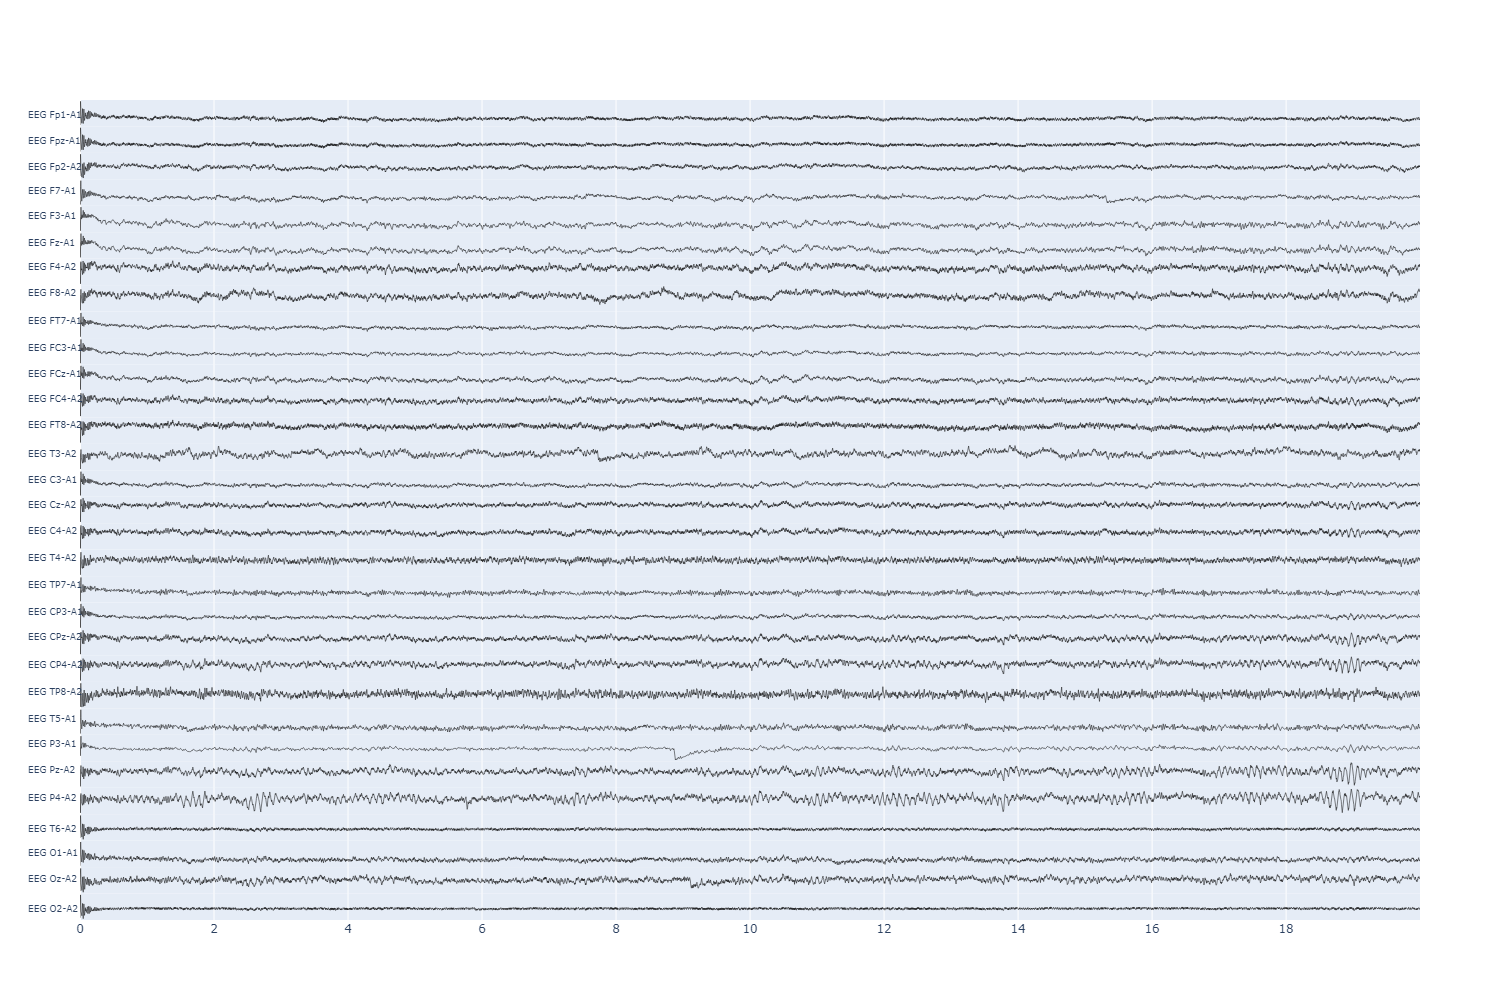 EEG Fp1-A1
EEG Fpz-A1
EEG Fp2-A2
EEG F7-A1
EEG F3-A1
EEG Fz-A1
EEG F4-A2
EEG F8-A2
EEG FT7-A1
EEG FC3-A1
EEG FCz-A1
EEG FC4-A2
EEG FT8-A2
EEG T3-A2
EEG C3-A1
EEG Cz-A2
EEG C4-A2
EEG T4-A2
EEG TP7-A1
EEG CP3-A1
EEG CPz-A2
EEG CP4-A2
EEG TP8-A2
EEG T5-A1
EEG P3-A1
EEG Pz-A2
EEG P4-A2
EEG T6-A2
EEG O1-A1
EEG Oz-A2
EEG O2-A2
0 2 4 6 8 10 12 14 16 18